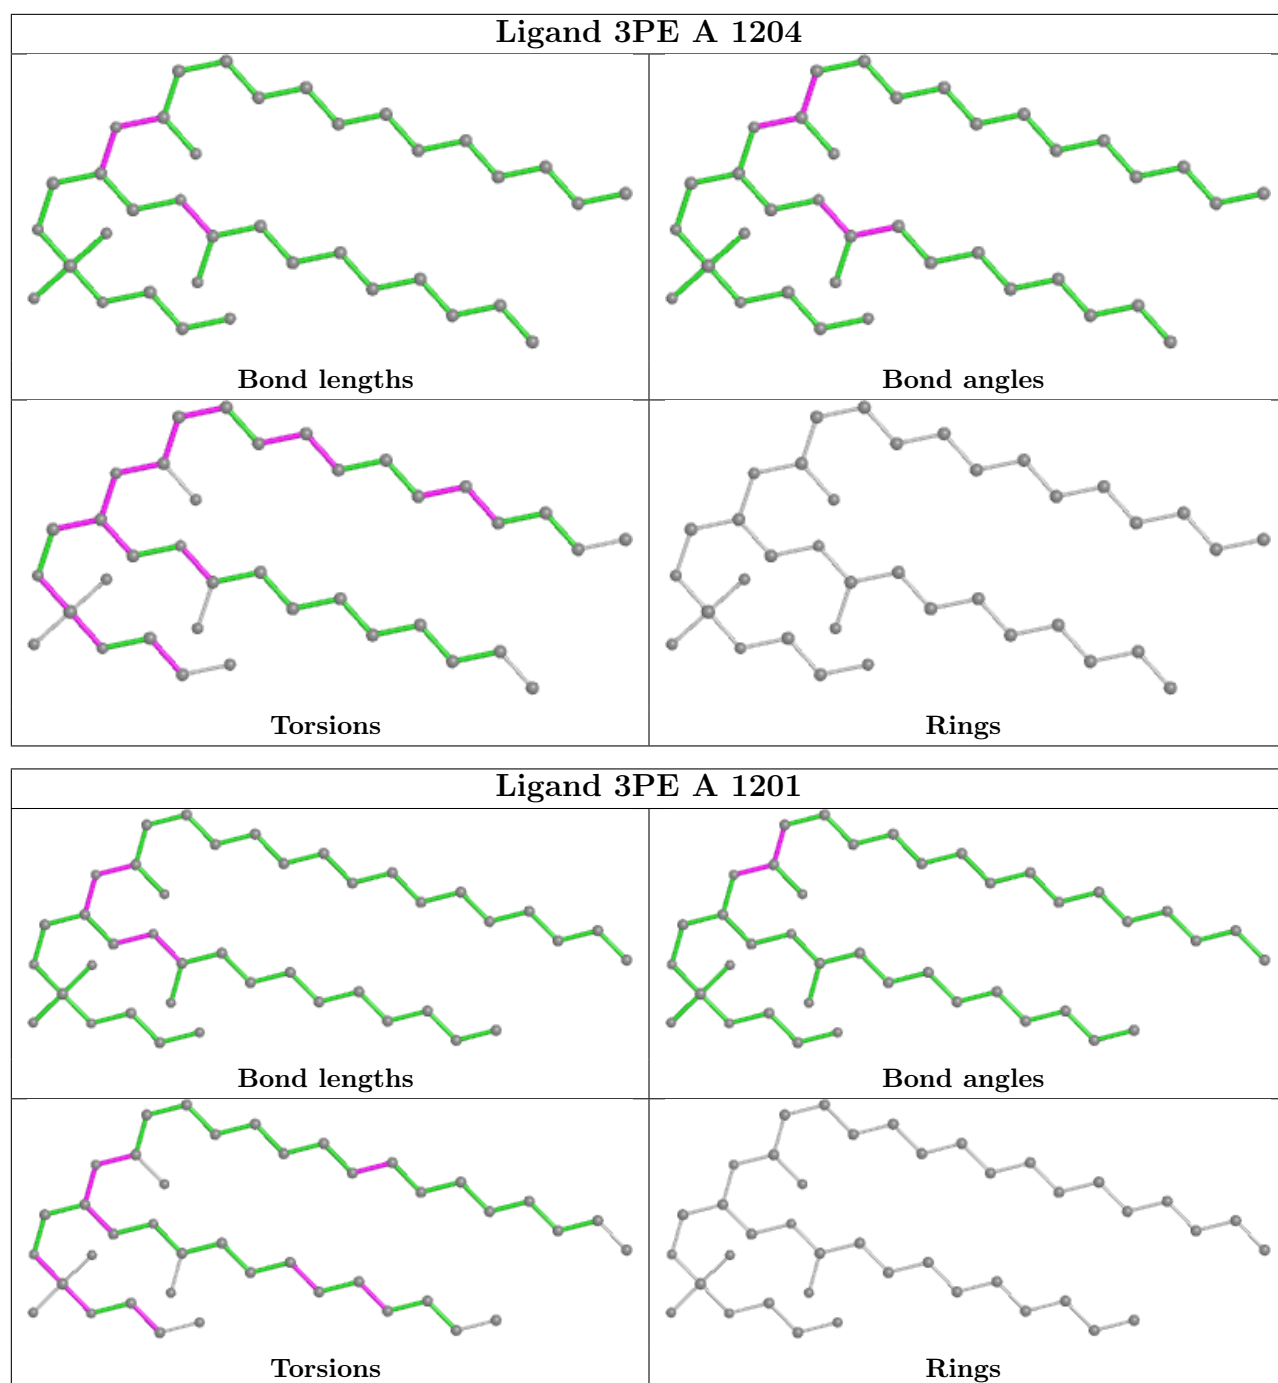 Ligand 3PE A 1204
Bond lengths
Bond angles
Torsions
Rings
Ligand 3PE A 1201
Bond lengths
Bond angles
Torsions
Rings